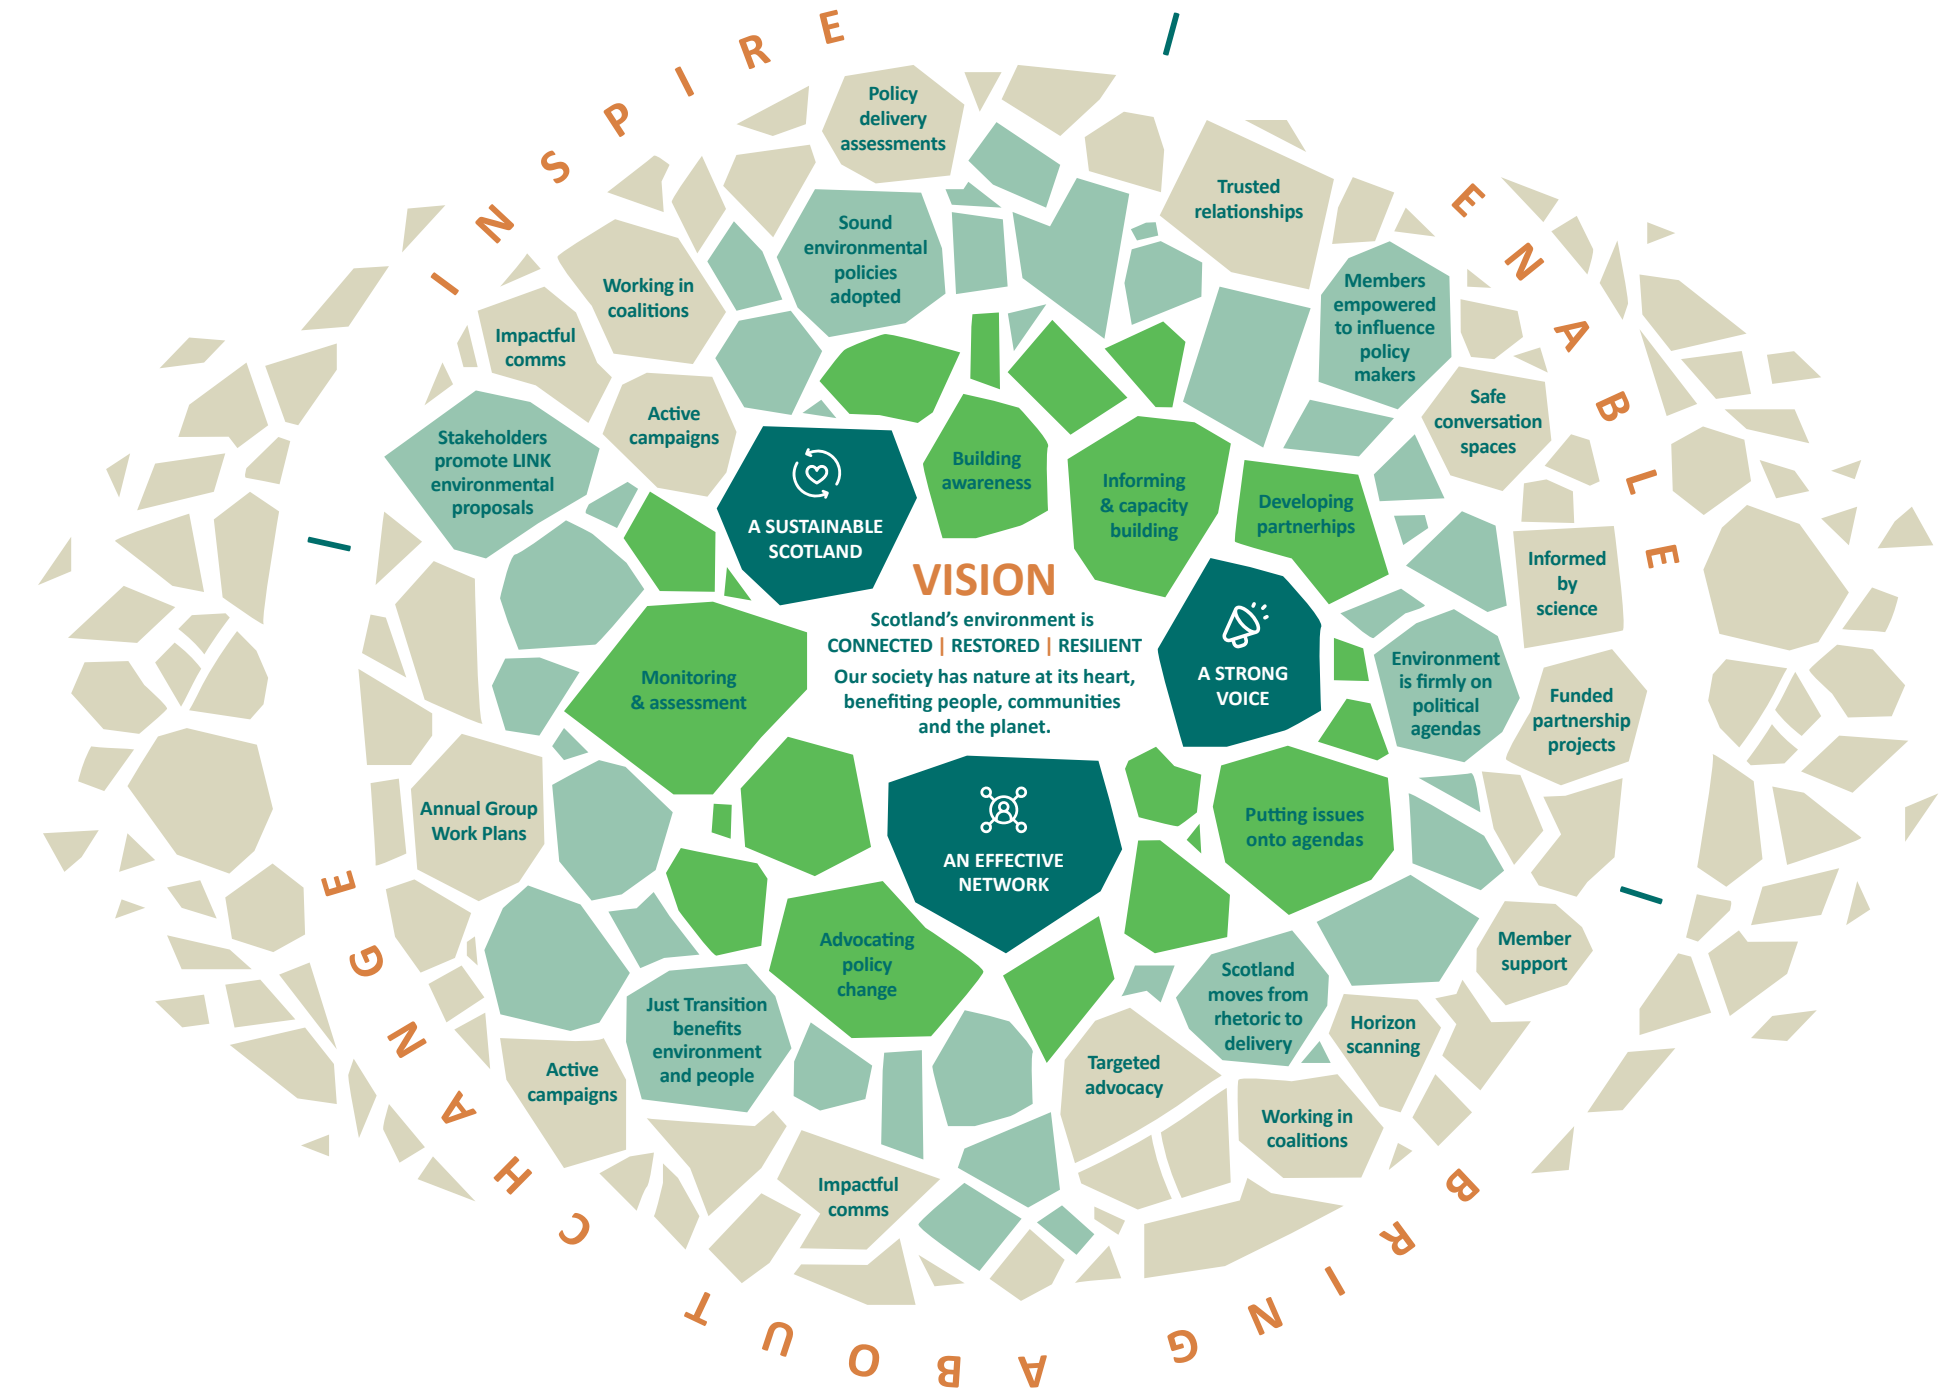 INSPIRE
ENABLE
BRING ABOUT CHANGE
Policy
delivery
assessments
Trusted
relationships
Sound
environmental
policies
adopted
Working in
coalitions
Members
empowered
to influence
policy
makers
Impactful
comms
Active
campaigns
Safe
conversation
spaces
Stakeholders
promote LINK
environmental
proposals
A SUSTAINABLE
SCOTLAND
Building
awareness
Informing
& capacity
building
Developing
partnerhips
Informed
by
science
VISION
Scotland's environment is
CONNECTED | RESTORED | RESILIENT
Our society has nature at its heart,
benefiting people, communities
and the planet.
Monitoring
& assessment
A STRONG
VOICE
Environment
is firmly on
political
agendas
Funded
partnership
projects
Annual Group
Work Plans
AN EFFECTIVE
NETWORK
Putting issues
onto agendas
Advocating
policy
change
Member
support
Scotland
moves from
rhetoric to
delivery
Just Transition
benefits
environment
and people
Horizon
scanning
Active
campaigns
Targeted
advocacy
Working in
coalitions
Impactful
comms